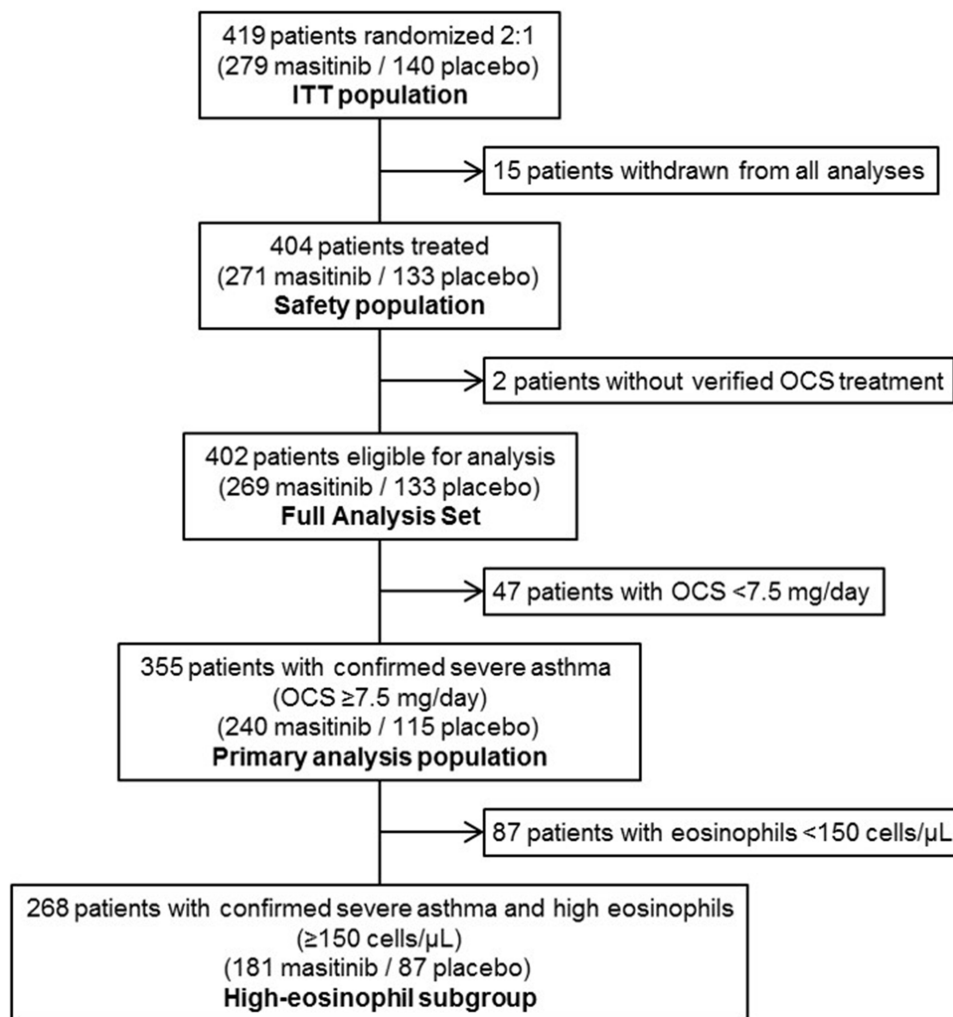 419 patients randomized 2:1
(279 masitinib / 140 placebo)
ITT population
15 patients withdrawn from all analyses
404 patients treated
(271 masitinib / 133 placebo)
Safety population
2 patients without verified OCS treatment
402 patients eligible for analysis
(269 masitinib / 133 placebo)
Full Analysis Set
47 patients with OCS <7.5 mg/day
355 patients with confirmed severe asthma
(OCS ≥7.5 mg/day)
(240 masitinib / 115 placebo)
Primary analysis population
87 patients with eosinophils <150 cells/μL
268 patients with confirmed severe asthma and high eosinophils
(≥150 cells/μL)
(181 masitinib / 87 placebo)
High-eosinophil subgroup